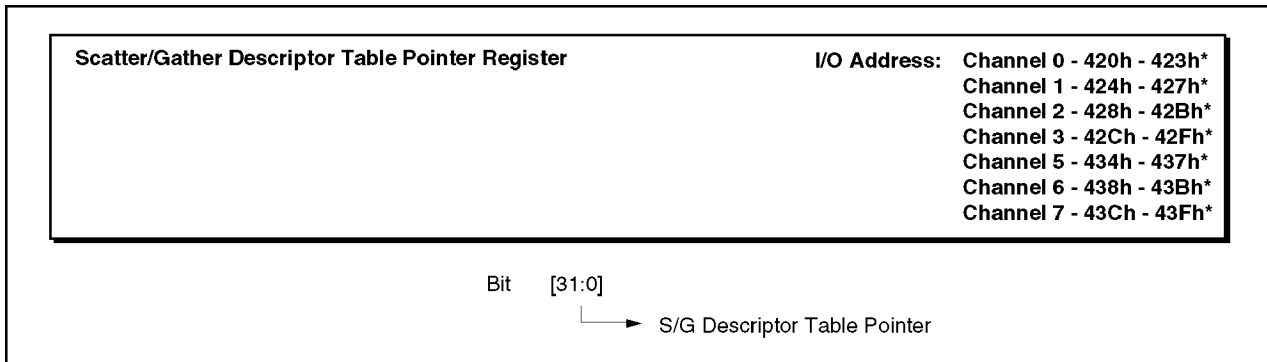 Scatter/Gather Descriptor Table Pointer Register I/O Address: Channel 0 - 420h - 423h*
Channel 1 - 424h - 427h*
Channel 2 - 428h - 42Bh*
Channel 3 - 42Ch - 42Fh*
Channel 5 - 434h - 437h*
Channel 6 - 438h - 43Bh*
Channel 7 - 43Ch - 43Fh*
Bit [31:0]
S/G Descriptor Table Pointer